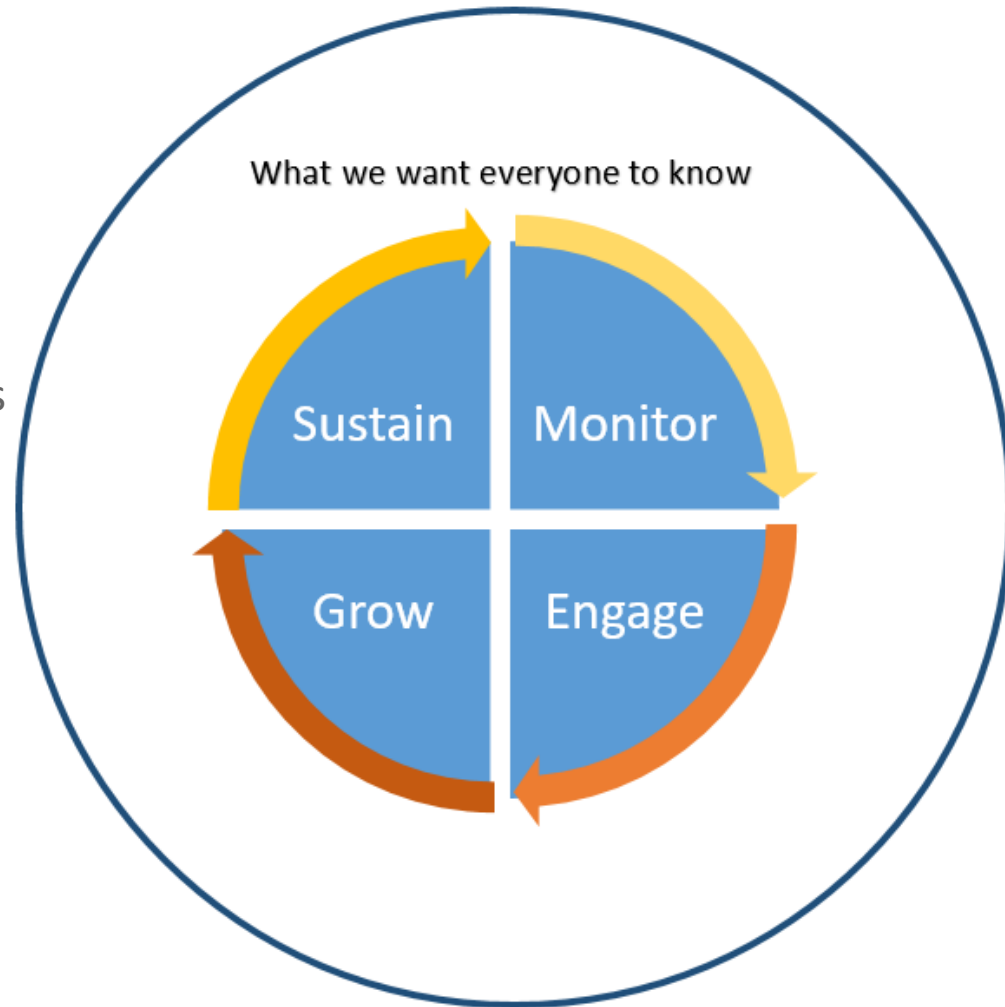 What we want everyone to know
s
Sustain
Monitor
Grow
Engage